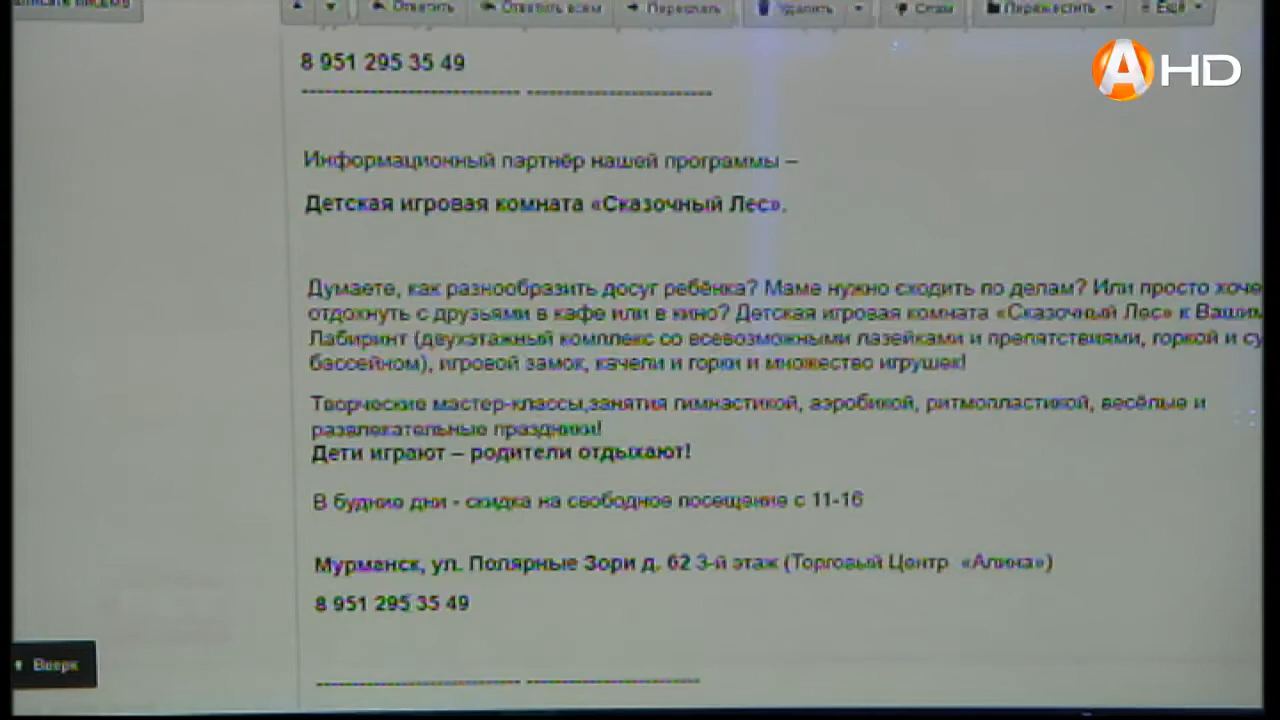 Ответить
Ответить всем
Переслать
Удалить
Спам
Переместить
Ещё
AHD
8 951 295 35 49
---------------------------- ------------------------
Информационный партнёр нашей программы –
Детская игровая комната «Сказочный Лес».
Думаете, как разнообразить досуг ребёнка? Маме нужно сходить по делам? Или просто хоче
отдохнуть с друзьями в кафе или в кино? Детская игровая комната «Сказочный Лес» к Вашим
Лабиринт (двухэтажный комплекс со всевозможными лазейками и препятствиями, горкой и су
бассейном), игровой замок, качели и горки и множество игрушек!
Творческие мастер-классы,занятия гимнастикой, аэробикой, ритмопластикой, весёлые и
развлекательные праздники!
Дети играют – родители отдыхают!
В будние дни - скидка на свободное посещение с 11-16
Мурманск, ул. Полярные Зори д. 62 3-й этаж (Торговый Центр «Алина»)
8 951 295 35 49
Вверх
-------------------------- ----------------------